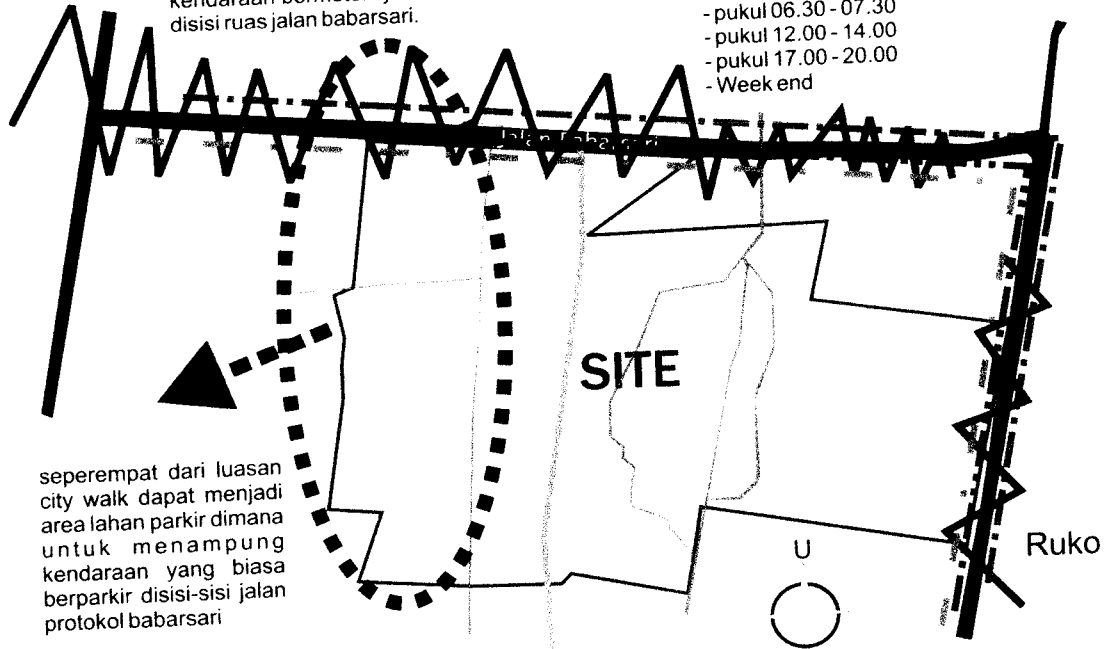 disisi ruas jalan babarsari.
- pukul 06.30 - 07.30
- pukul 12.00 - 14.00
- pukul 17.00 - 20.00
- Week end
Jalan babarsari
SITE
seperempat dari luasan
city walk dapat menjadi
area lahan parkir dimana
untuk menampung
kendaraan yang biasa
berparkir disisi-sisi jalan
protokol babarsari
U
Ruko